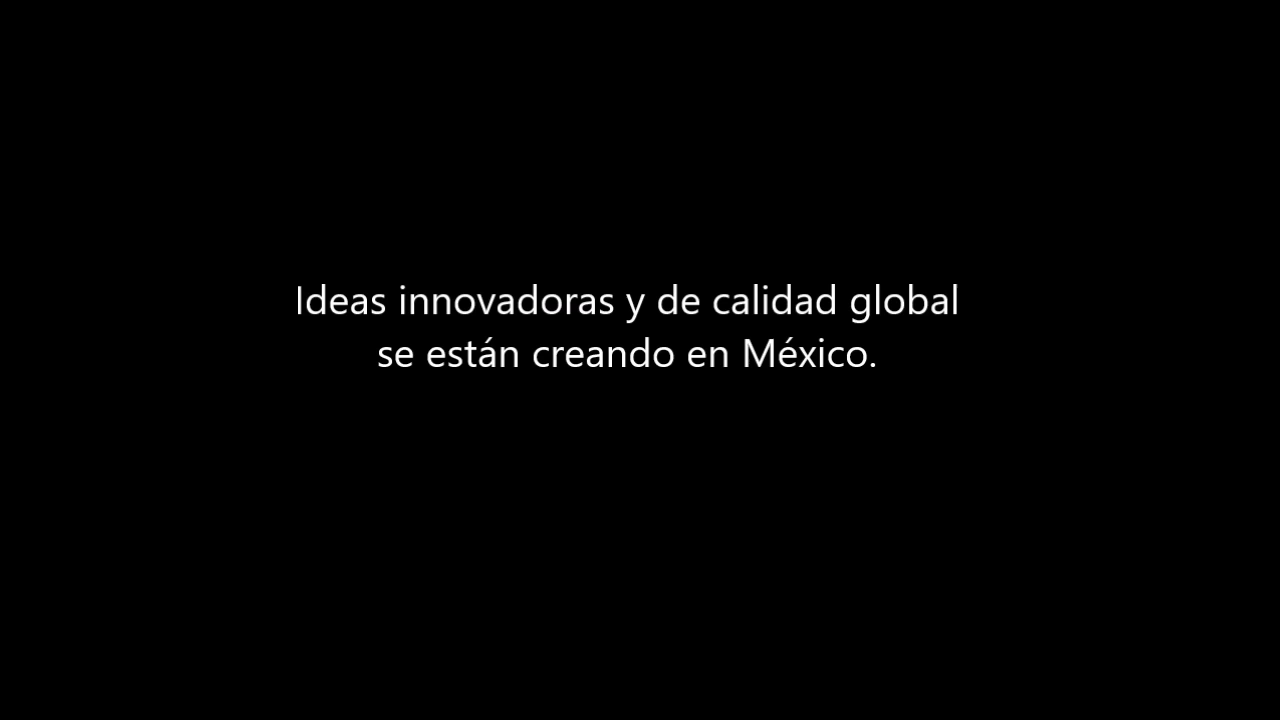 Ideas innovadoras y de calidad global
se están creando en México.